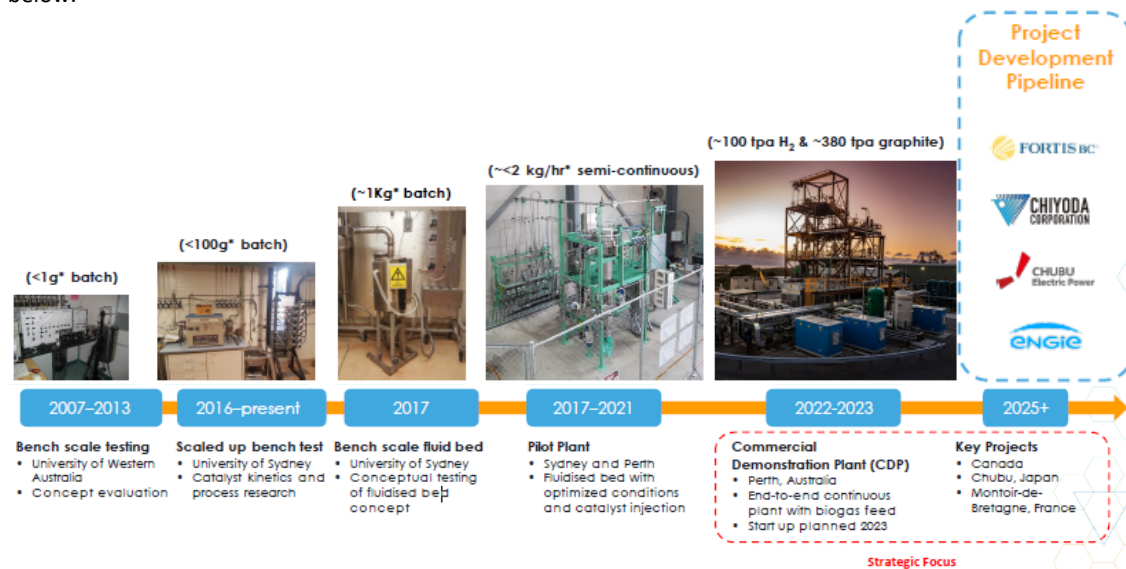 below.
Project
Development
Pipeline
FORTIS BC
CHIYODA
CORPORATION
CHUBU
Electric Power
ENGIE
(~100 tpa H₂ & ~380 tpa graphite)
(~<2 kg/hr* semi-continuous)
(~1Kg* batch)
(<100g* batch)
(<1g* batch)
2007–2013
2016–present
2017
2017–2021
2022-2023
2025+
Bench scale testing
• University of Western
Australia
• Concept evaluation
Scaled up bench test
• University of Sydney
• Catalyst kinetics and
process research
Bench scale fluid bed
• University of Sydney
• Conceptual testing
of fluidised bed
concept
Pilot Plant
• Sydney and Perth
• Fluidised bed with
optimized conditions
and catalyst injection
Commercial
Demonstration Plant (CDP)
• Perth, Australia
• End-to-end continuous
plant with biogas feed
• Start up planned 2023
Key Projects
• Canada
• Chubu, Japan
• Montoir-de-
Bretagne, France
Strategic Focus